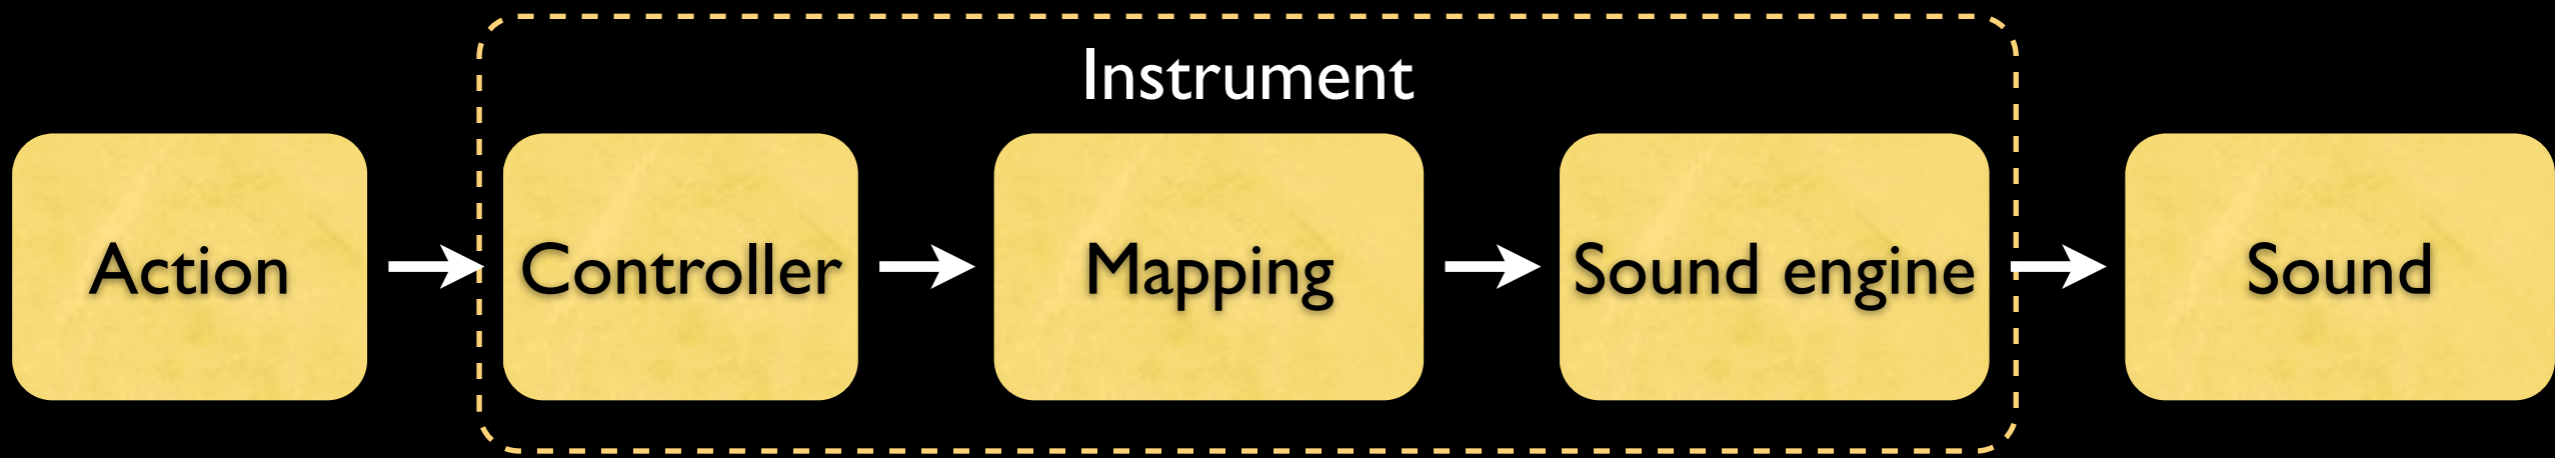 Instrument
Action
Controller
Mapping
Sound engine
Sound